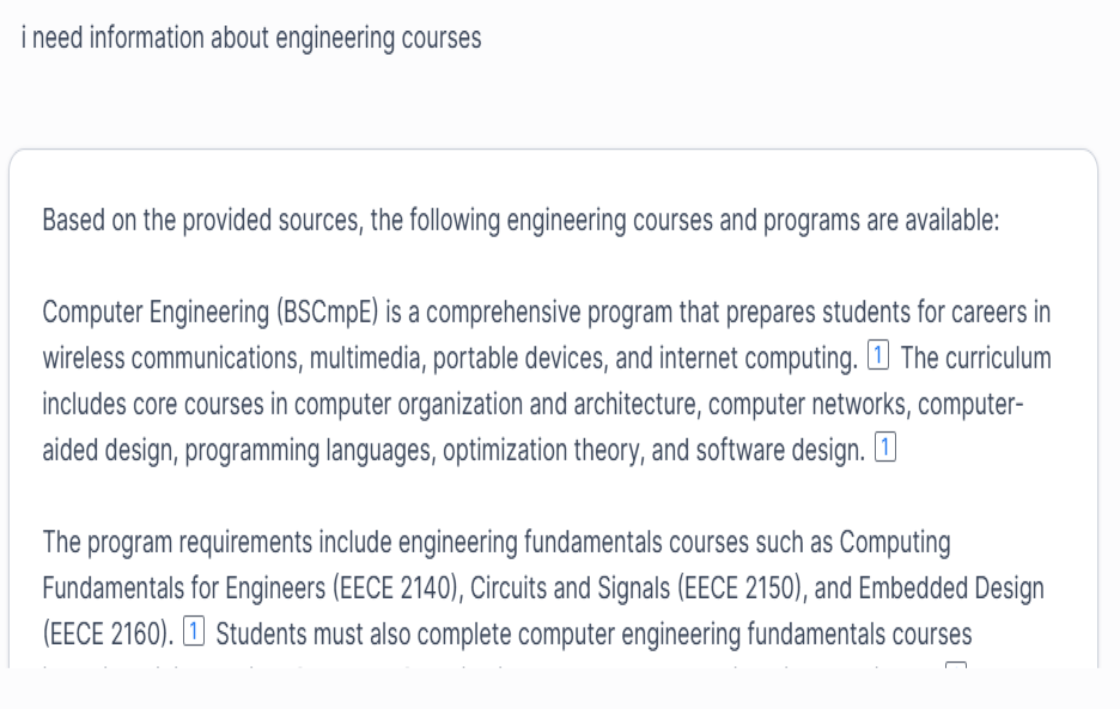 i need information about engineering courses
Based on the provided sources, the following engineering courses and programs are available:
Computer Engineering (BSCmpE) is a comprehensive program that prepares students for careers in
wireless communications, multimedia, portable devices, and internet computing. 1 The curriculum
includes core courses in computer organization and architecture, computer networks, computer-
aided design, programming languages, optimization theory, and software design. 1
The program requirements include engineering fundamentals courses such as Computing
Fundamentals for Engineers (EECE 2140), Circuits and Signals (EECE 2150), and Embedded Design
(EECE 2160). 1 Students must also complete computer engineering fundamentals courses